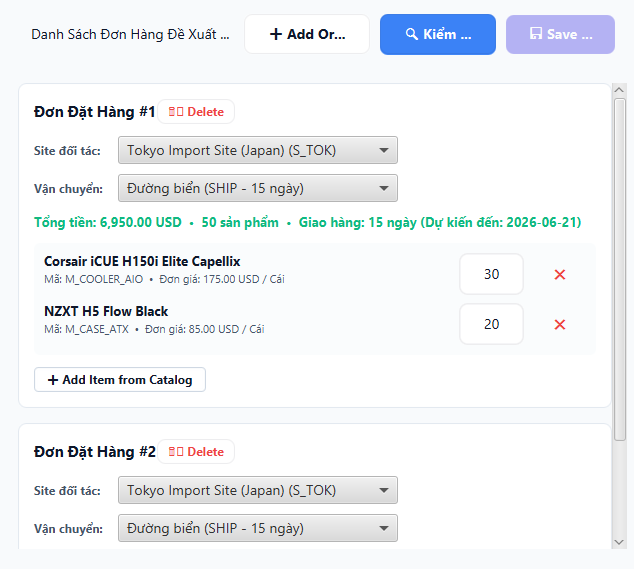 Danh Sách Đơn Hàng Đề Xuất ...
+ Add Or...
🔍 Kiểm ...
Save ...
Đơn Đặt Hàng #1
Delete
Site đối tác:
Tokyo Import Site (Japan) (S_TOK)
Vận chuyển:
Đường biển (SHIP - 15 ngày)
Tổng tiền: 6,950.00 USD • 50 sản phẩm • Giao hàng: 15 ngày (Dự kiến đến: 2026-06-21)
Corsair iCUE H150i Elite Capellix
Mã: M_COOLER_AIO • Đơn giá: 175.00 USD / Cái
30
✕
NZXT H5 Flow Black
Mã: M_CASE_ATX • Đơn giá: 85.00 USD / Cái
20
✕
+ Add Item from Catalog
Đơn Đặt Hàng #2
Delete
Site đối tác:
Tokyo Import Site (Japan) (S_TOK)
Vận chuyển:
Đường biển (SHIP - 15 ngày)